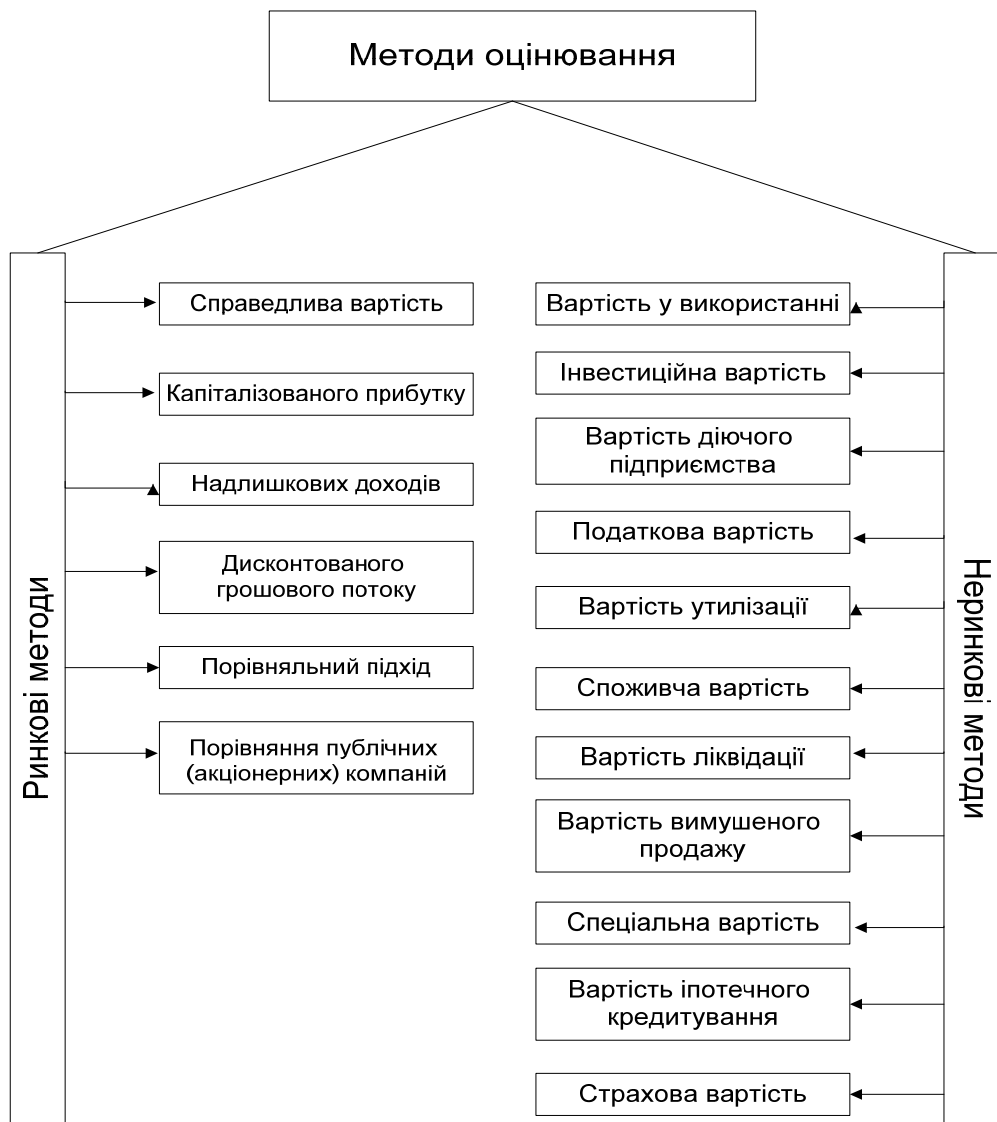 Методи оцінювання
Ринкові методи
Справедлива вартість
Капіталізованого прибутку
Надлишкових доходів
Дисконтованого
грошового потоку
Порівняльний підхід
Порівняння публічних
(акціонерних) компаній
Неринкові методи
Вартість у використанні
Інвестиційна вартість
Вартість діючого
підприємства
Податкова вартість
Вартість утилізації
Споживча вартість
Вартість ліквідації
Вартість вимушеного
продажу
Спеціальна вартість
Вартість іпотечного
кредитування
Страхова вартість